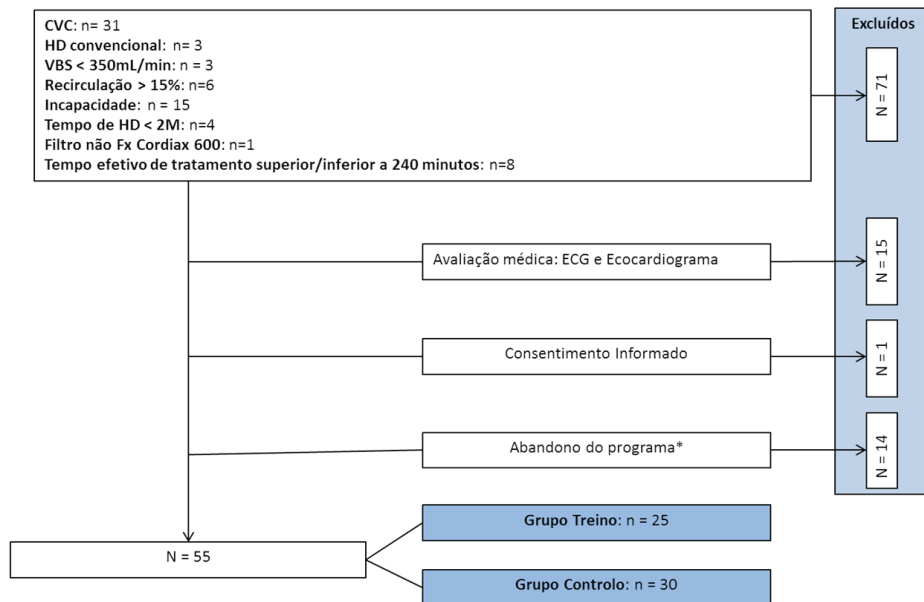 CVC: n= 31
HD convencional: n= 3
VBS < 350mL/min: n = 3
Recirculação > 15%: n=6
Incapacidade: n = 15
Tempo de HD < 2M: n=4
Filtro não Fx Cordiax 600: n=1
Tempo efetivo de tratamento superior/inferior a 240 minutos: n=8
Excluídos
N = 71
Avaliação médica: ECG e Ecocardiograma
N = 15
Consentimento Informado
N = 1
Abandono do programa*
N = 14
Grupo Treino: n = 25
N = 55
Grupo Controlo: n = 30